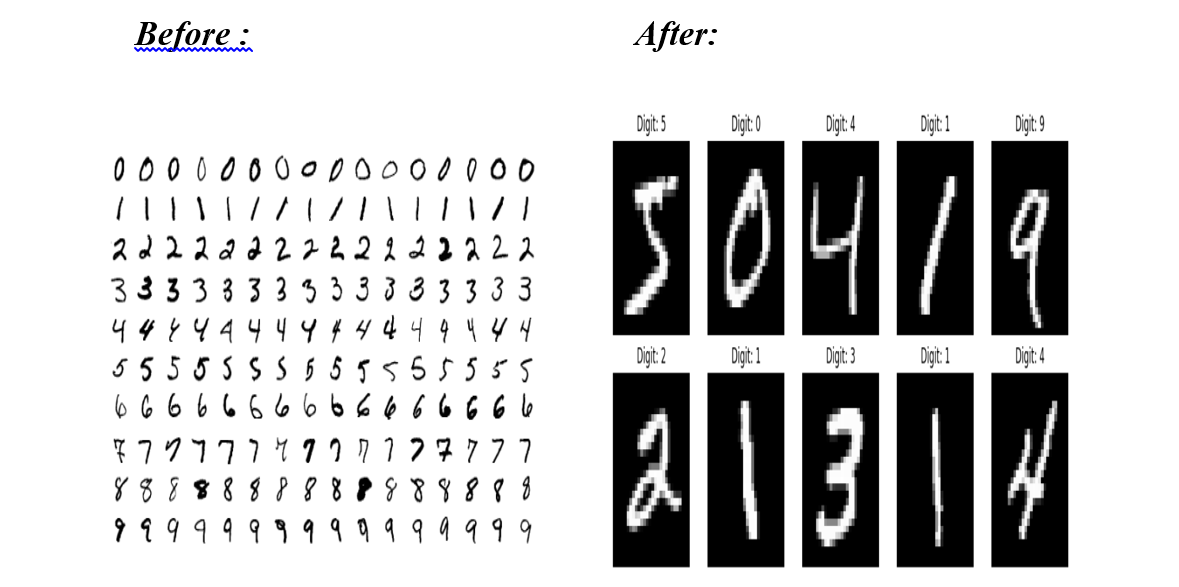 Before :
After:
0 0 0 0 0 0 0 0 0 0 0 0 0 0 0 0
1 1 1 1 1 1 1 1 1 1 1 1 1 1 1 1
2 2 2 2 2 2 2 2 2 2 2 2 2 2 2 2
3 3 3 3 3 3 3 3 3 3 3 3 3 3 3 3
4 4 4 4 4 4 4 4 4 4 4 4 4 4 4 4
5 5 5 5 5 5 5 5 5 5 5 5 5 5 5 5
6 6 6 6 6 6 6 6 6 6 6 6 6 6 6 6
7 7 7 7 7 7 7 7 7 7 7 7 7 7 7 7
8 8 8 8 8 8 8 8 8 8 8 8 8 8 8 8
9 9 9 9 9 9 9 9 9 9 9 9 9 9 9 9
Digit: 5 Digit: 0 Digit: 4 Digit: 1 Digit: 9
5 0 4 1 9
Digit: 2 Digit: 1 Digit: 3 Digit: 1 Digit: 4
2 1 3 1 4